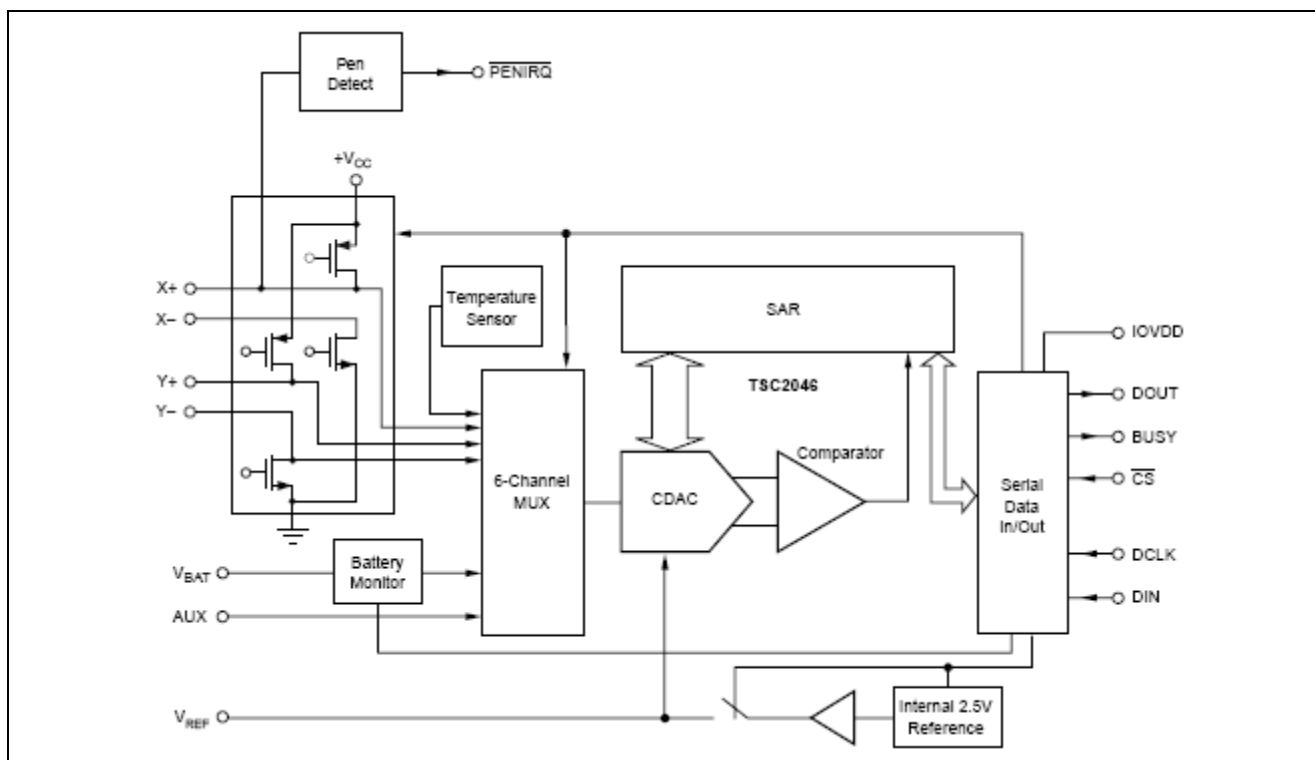 Pen
Detect
PENIRQ
+VCC
X+
X–
Y+
Y–
Temperature
Sensor
SAR
TSC2046
IOVDD
DOUT
BUSY
CS
DCLK
DIN
6-Channel
MUX
CDAC
Comparator
Serial
Data
In/Out
VBAT
Battery
Monitor
AUX
VREF
Internal 2.5V
Reference